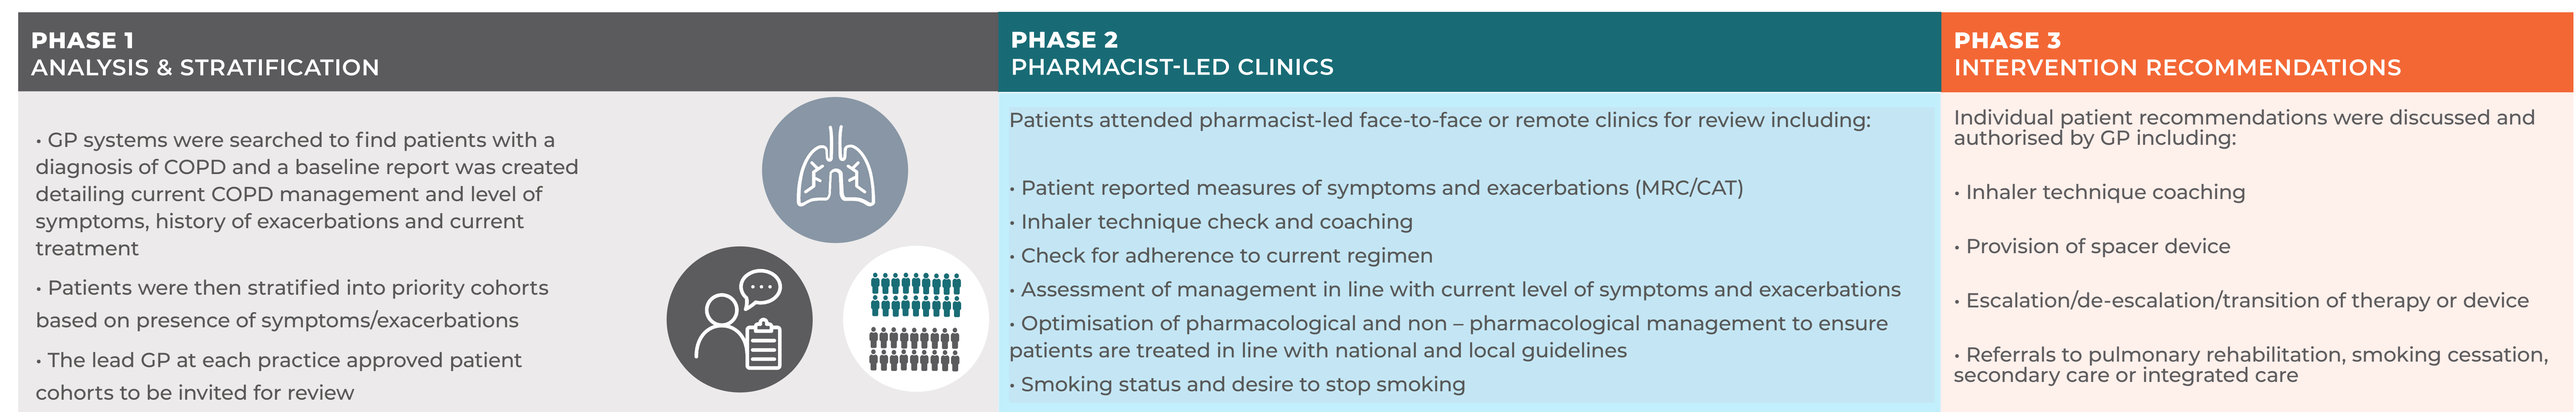 PHASE 1
ANALYSIS & STRATIFICATION
• GP systems were searched to find patients with a
diagnosis of COPD and a baseline report was created
detailing current COPD management and level of
symptoms, history of exacerbations and current
treatment
• Patients were then stratified into priority cohorts
based on presence of symptoms/exacerbations
• The lead GP at each practice approved patient
cohorts to be invited for review
PHASE 2
PHARMACIST-LED CLINICS
Patients attended pharmacist-led face-to-face or remote clinics for review including:
• Patient reported measures of symptoms and exacerbations (MRC/CAT)
• Inhaler technique check and coaching
• Check for adherence to current regimen
• Assessment of management in line with current level of symptoms and exacerbations
• Optimisation of pharmacological and non – pharmacological management to ensure
patients are treated in line with national and local guidelines
• Smoking status and desire to stop smoking
PHASE 3
INTERVENTION RECOMMENDATIONS
Individual patient recommendations were discussed and
authorised by GP including:
• Inhaler technique coaching
• Provision of spacer device
• Escalation/de-escalation/transition of therapy or device
• Referrals to pulmonary rehabilitation, smoking cessation,
secondary care or integrated care